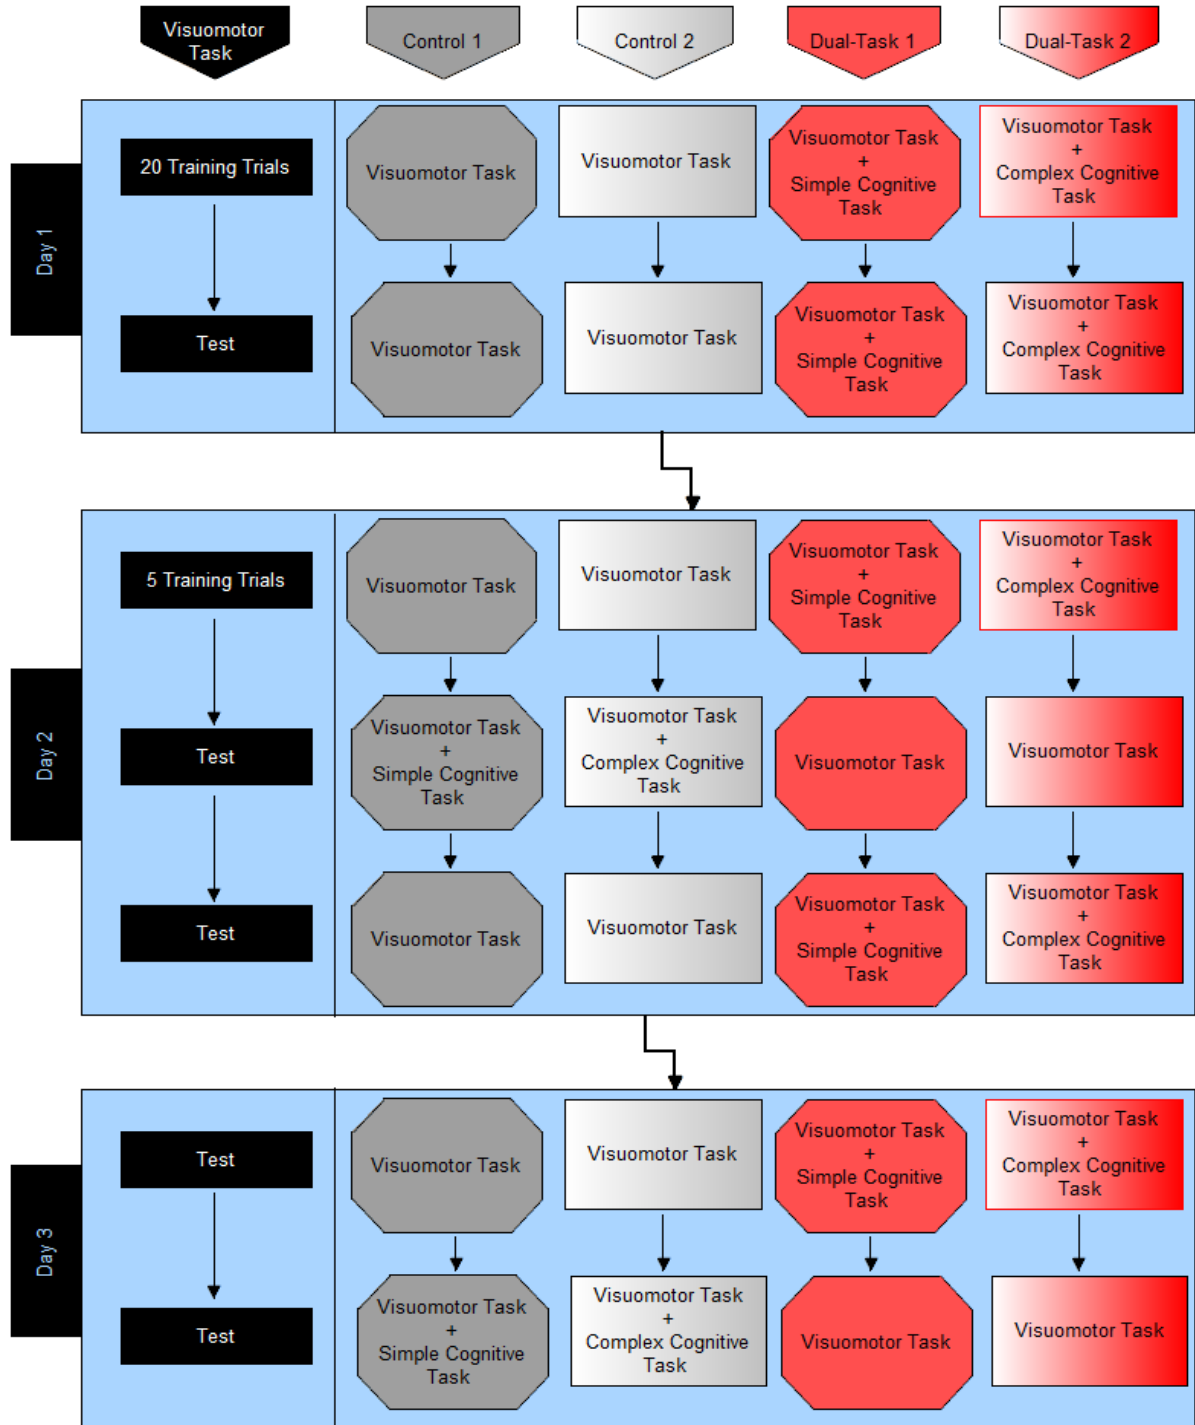 Visuomotor
Task
Control 1
Control 2
Dual-Task 1
Dual-Task 2
Day 1
20 Training Trials
Visuomotor Task
Visuomotor Task
Visuomotor Task
+
Simple Cognitive
Task
Visuomotor Task
+
Complex Cognitive
Task
Test
Visuomotor Task
Visuomotor Task
Visuomotor Task
+
Simple Cognitive
Task
Visuomotor Task
+
Complex Cognitive
Task
Day 2
5 Training Trials
Visuomotor Task
Visuomotor Task
Visuomotor Task
+
Simple Cognitive
Task
Visuomotor Task
+
Complex Cognitive
Task
Test
Visuomotor Task
+
Simple Cognitive
Task
Visuomotor Task
+
Complex Cognitive
Task
Visuomotor Task
Visuomotor Task
Test
Visuomotor Task
Visuomotor Task
Visuomotor Task
+
Simple Cognitive
Task
Visuomotor Task
+
Complex Cognitive
Task
Day 3
Test
Visuomotor Task
Visuomotor Task
Visuomotor Task
+
Simple Cognitive
Task
Visuomotor Task
+
Complex Cognitive
Task
Test
Visuomotor Task
+
Simple Cognitive
Task
Visuomotor Task
+
Complex Cognitive
Task
Visuomotor Task
Visuomotor Task